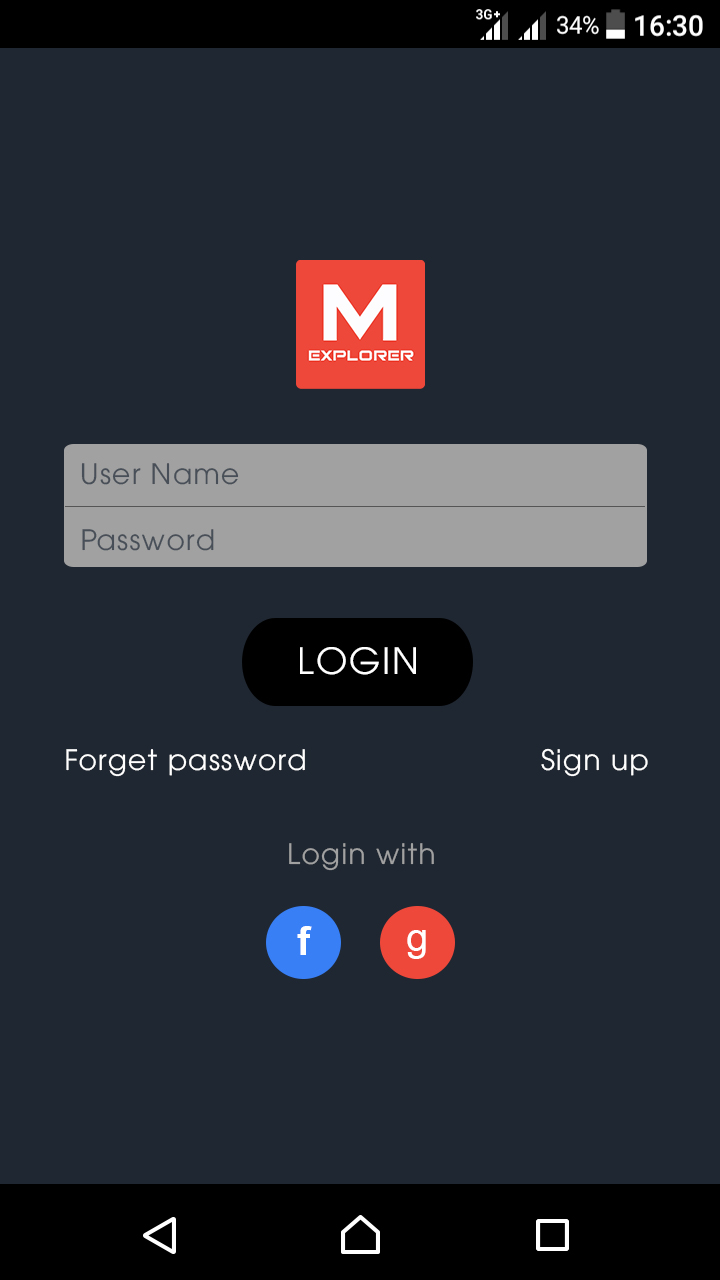 3G+ 34% 16:30
M
EXPLORER
User Name
Password
LOGIN
Forget password Sign up
Login with
f g